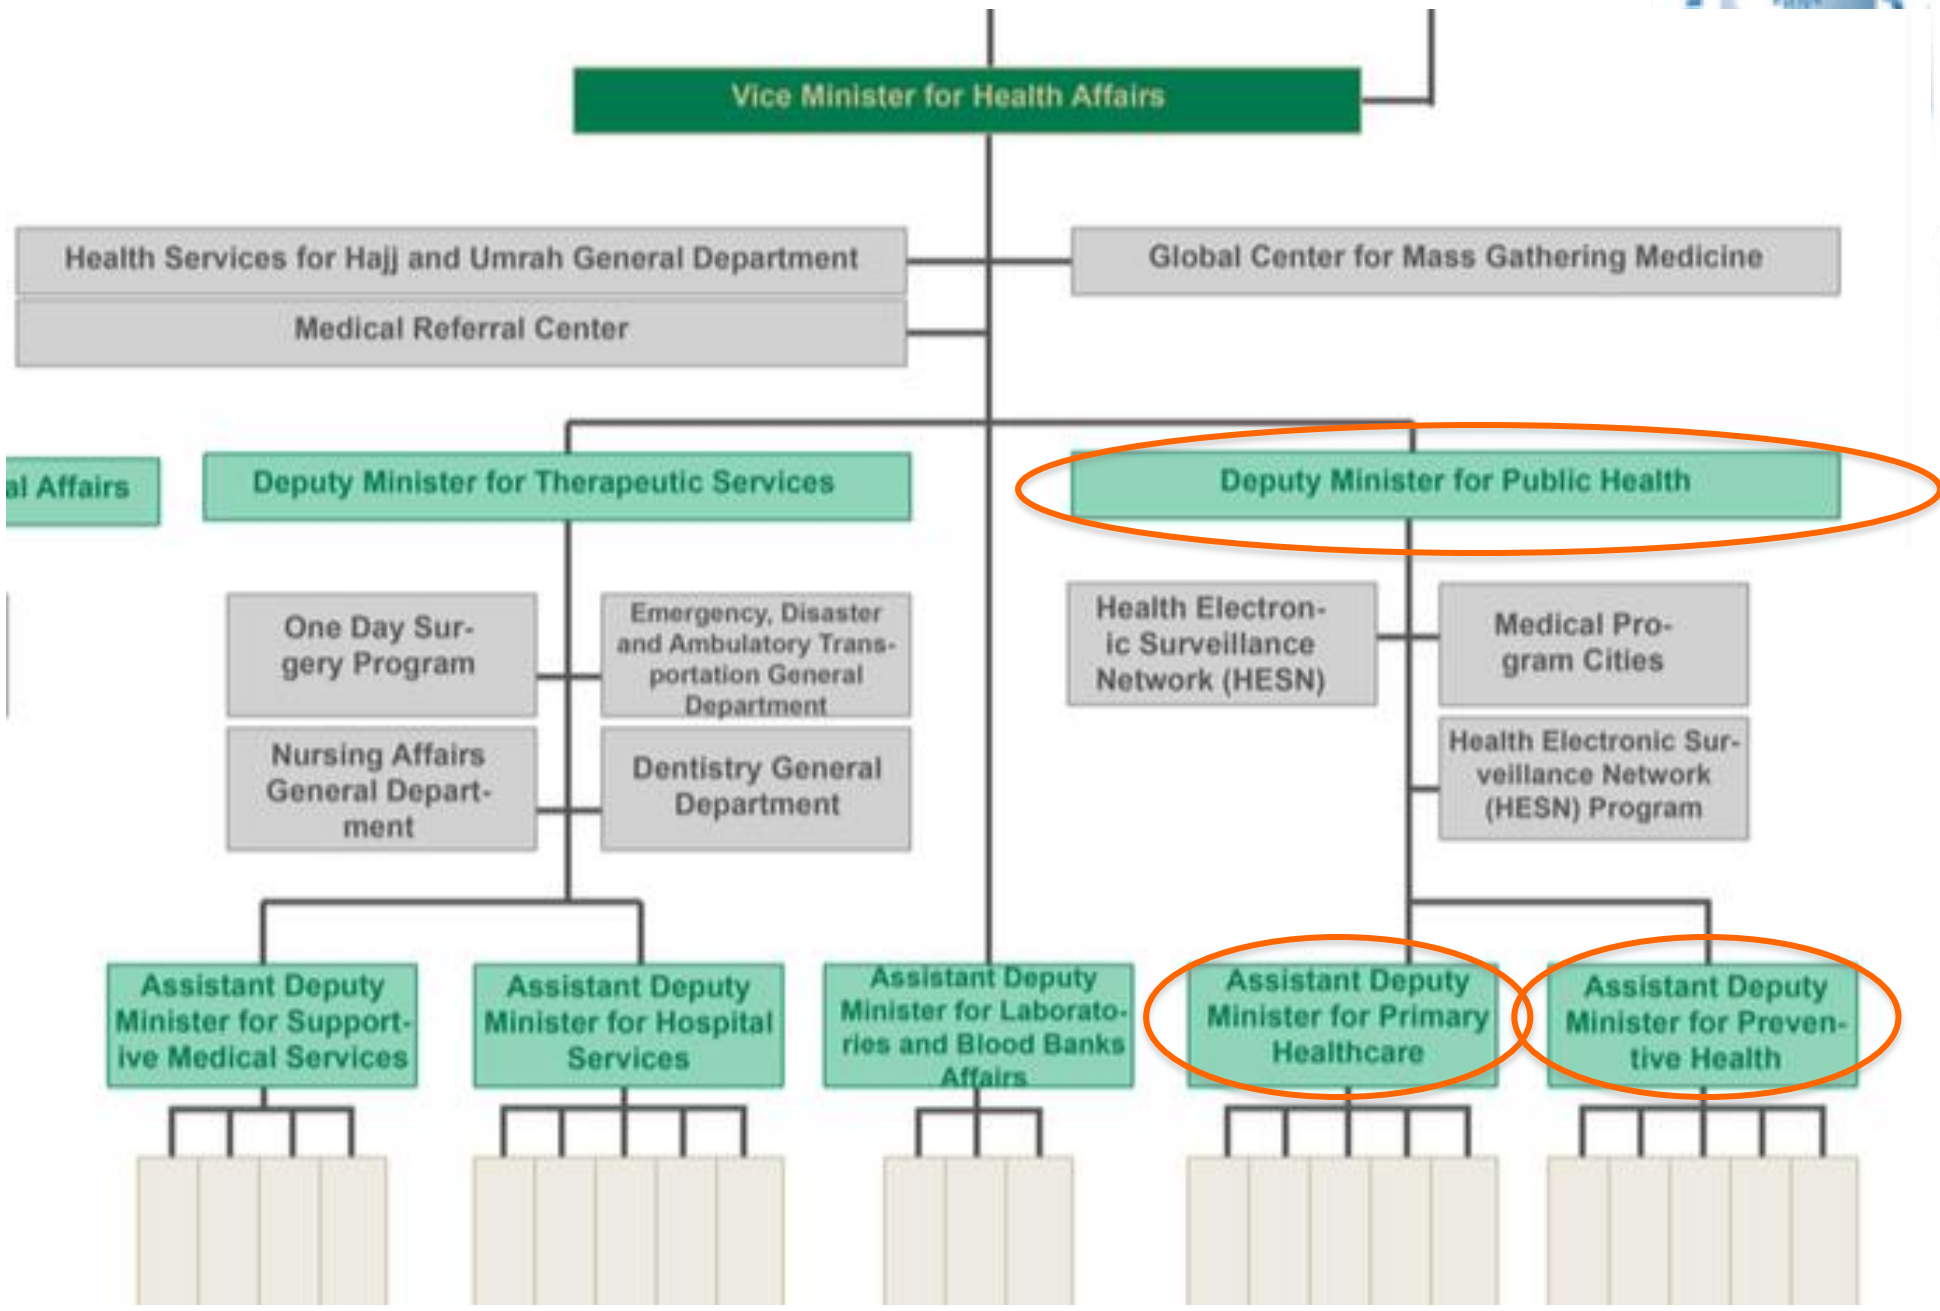 Vice Minister for Health Affairs
Health Services for Hajj and Umrah General Department
Global Center for Mass Gathering Medicine
Medical Referral Center
al Affairs
Deputy Minister for Therapeutic Services
Deputy Minister for Public Health
One Day Sur-
gery Program
Emergency, Disaster
and Ambulatory Trans-
portation General
Department
Health Electron-
ic Surveillance
Network (HESN)
Medical Pro-
gram Cities
Nursing Affairs
General Depart-
ment
Dentistry General
Department
Health Electronic Sur-
veillance Network
(HESN) Program
Assistant Deputy
Minister for Support-
ive Medical Services
Assistant Deputy
Minister for Hospital
Services
Assistant Deputy
Minister for Laborato-
ries and Blood Banks
Affairs
Assistant Deputy
Minister for Primary
Healthcare
Assistant Deputy
Minister for Preven-
tive Health